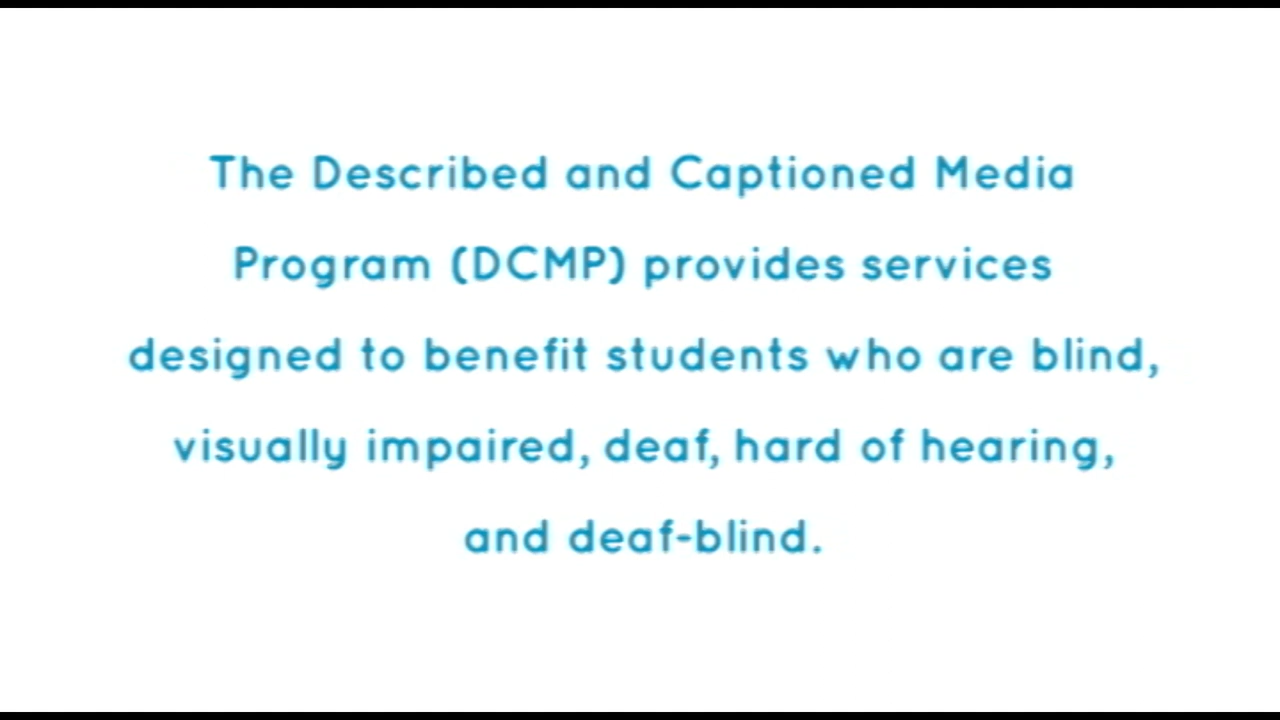 The Described and Captioned Media
Program (DCMP) provides services
designed to benefit students who are blind,
visually impaired, deaf, hard of hearing,
and deaf-blind.